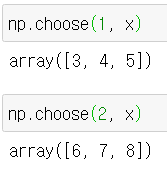 np.choose(1, x)
array([3, 4, 5])
np.choose(2, x)
array([6, 7, 8])